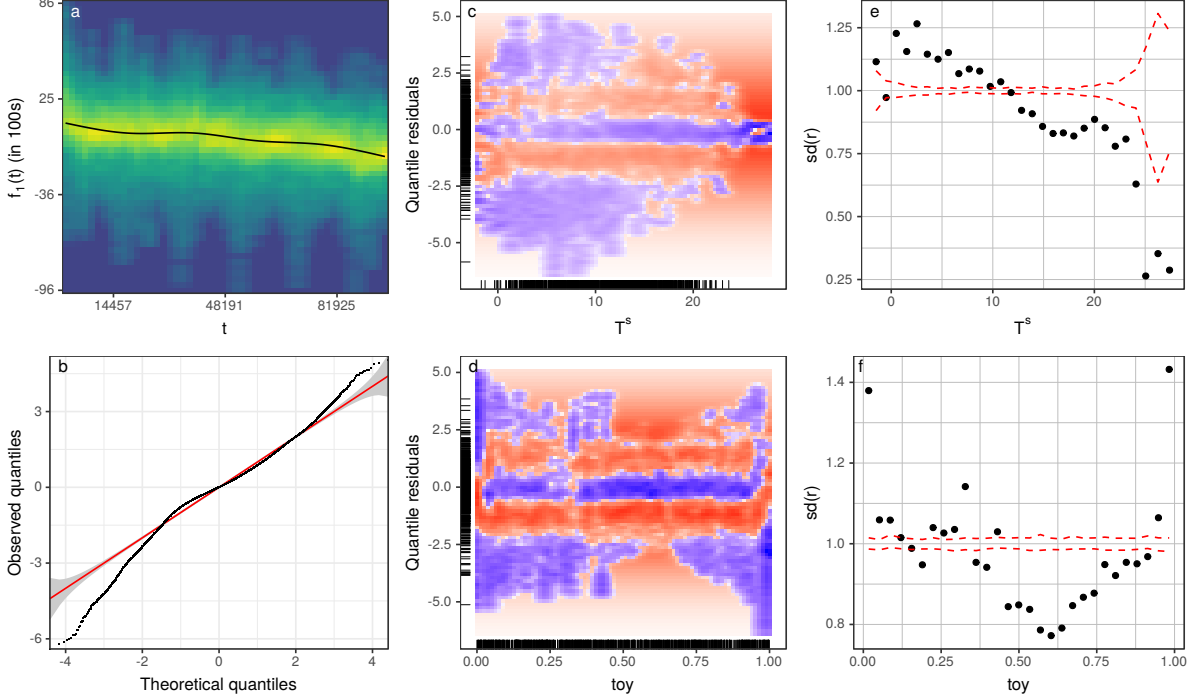 a
86
25
-36
-96
f₁(t) (in 100s)
14457
48191
81925
t
c
5.0
2.5
0.0
-2.5
-5.0
Quantile residuals
0
10
20
Tˢ
e
1.25
1.00
0.75
0.50
0.25
sd(r)
0
10
20
Tˢ
b
3
0
-3
-6
Observed quantiles
-4
-2
0
2
4
Theoretical quantiles
d
5.0
2.5
0.0
-2.5
-5.0
Quantile residuals
0.00
0.25
0.50
0.75
1.00
toy
f
1.4
1.2
1.0
0.8
sd(r)
0.00
0.25
0.50
0.75
1.00
toy